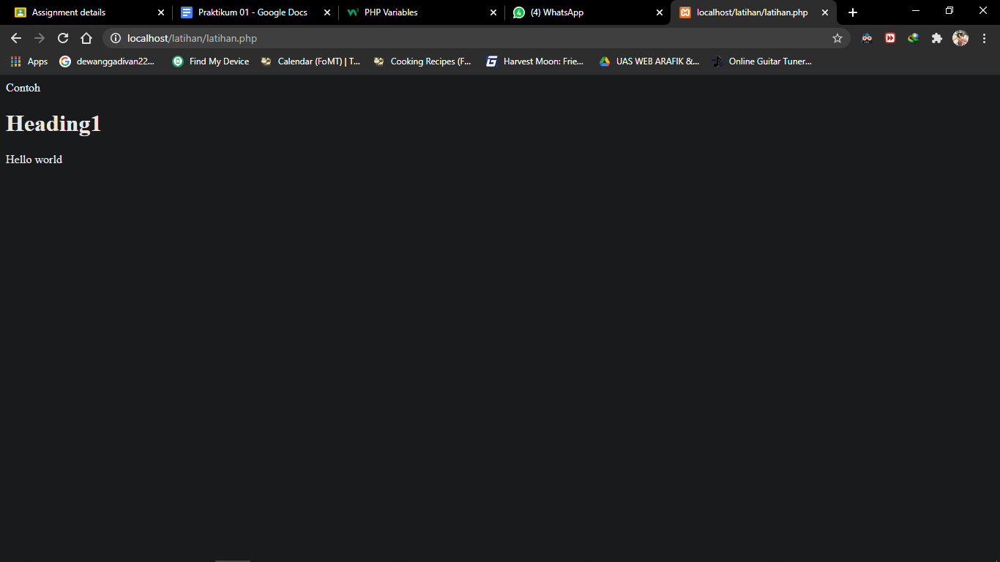 Assignment details
Praktikum 01 - Google Docs
PHP Variables
(4) WhatsApp
localhost/latihan/latihan.php
localhost/latihan/latihan.php
Apps
dewanggadivan22...
Find My Device
Calendar (FoMT) | T...
Cooking Recipes (F...
Harvest Moon: Frie...
UAS WEB ARAFIK &...
Online Guitar Tuner...
Contoh
Heading1
Hello world